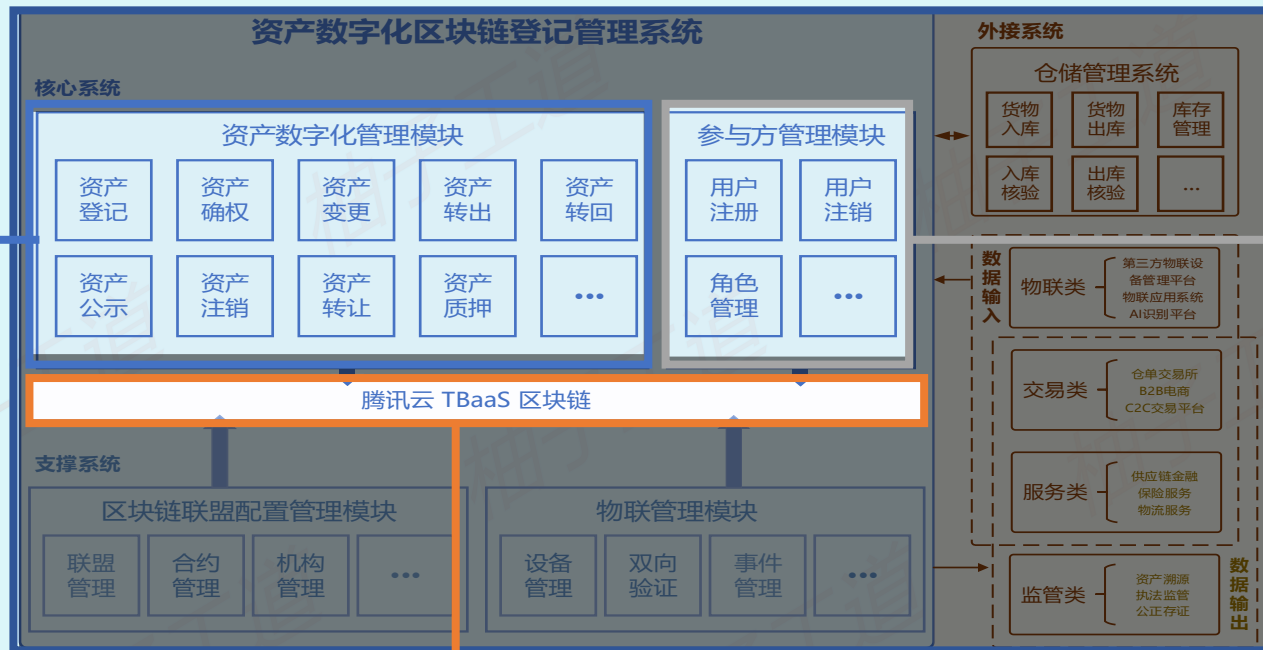 资产数字化区块链登记管理系统
核心系统
资产数字化管理模块
资产
登记
资产
确权
资产
变更
资产
转出
资产
转回
资产
公示
资产
注销
资产
转让
资产
质押
...
参与方管理模块
用户
注册
用户
注销
角色
管理
...
腾讯云 TBaaS 区块链
支撑系统
区块链联盟配置管理模块
联盟
管理
合约
管理
机构
管理
...
物联管理模块
设备
管理
双向
验证
事件
管理
...
外接系统
仓储管理系统
货物
入库
货物
出库
库存
管理
入库
核验
出库
核验
...
数据输入
物联类
第三方物联设
备管理平台
物联应用系统
AI识别平台
交易类
仓单交易所
B2B电商
C2C交易平台
服务类
供应链金融
保险服务
物流服务
监管类
资产溯源
执法监管
公正存证
数据输出
柚子工道